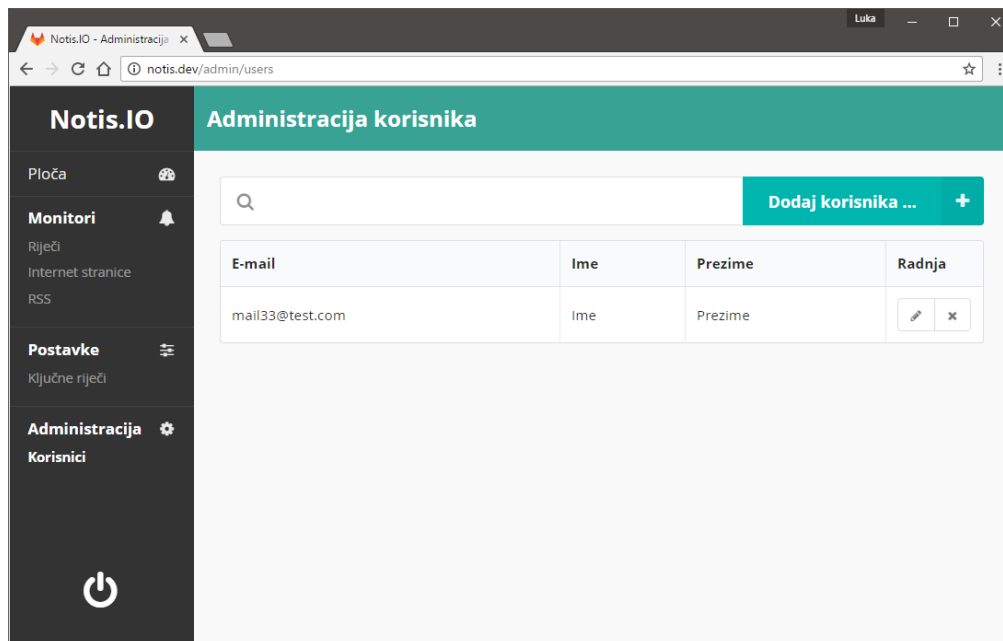 Luka
Notis.IO - Administracija
notis.dev/admin/users
Notis.IO
Administracija korisnika
Ploča
Monitori
Riječi
Internet stranice
RSS
Postavke
Ključne riječi
Administracija
Korisnici
Dodaj korisnika ...
E-mail Ime Prezime Radnja
mail33@test.com Ime Prezime